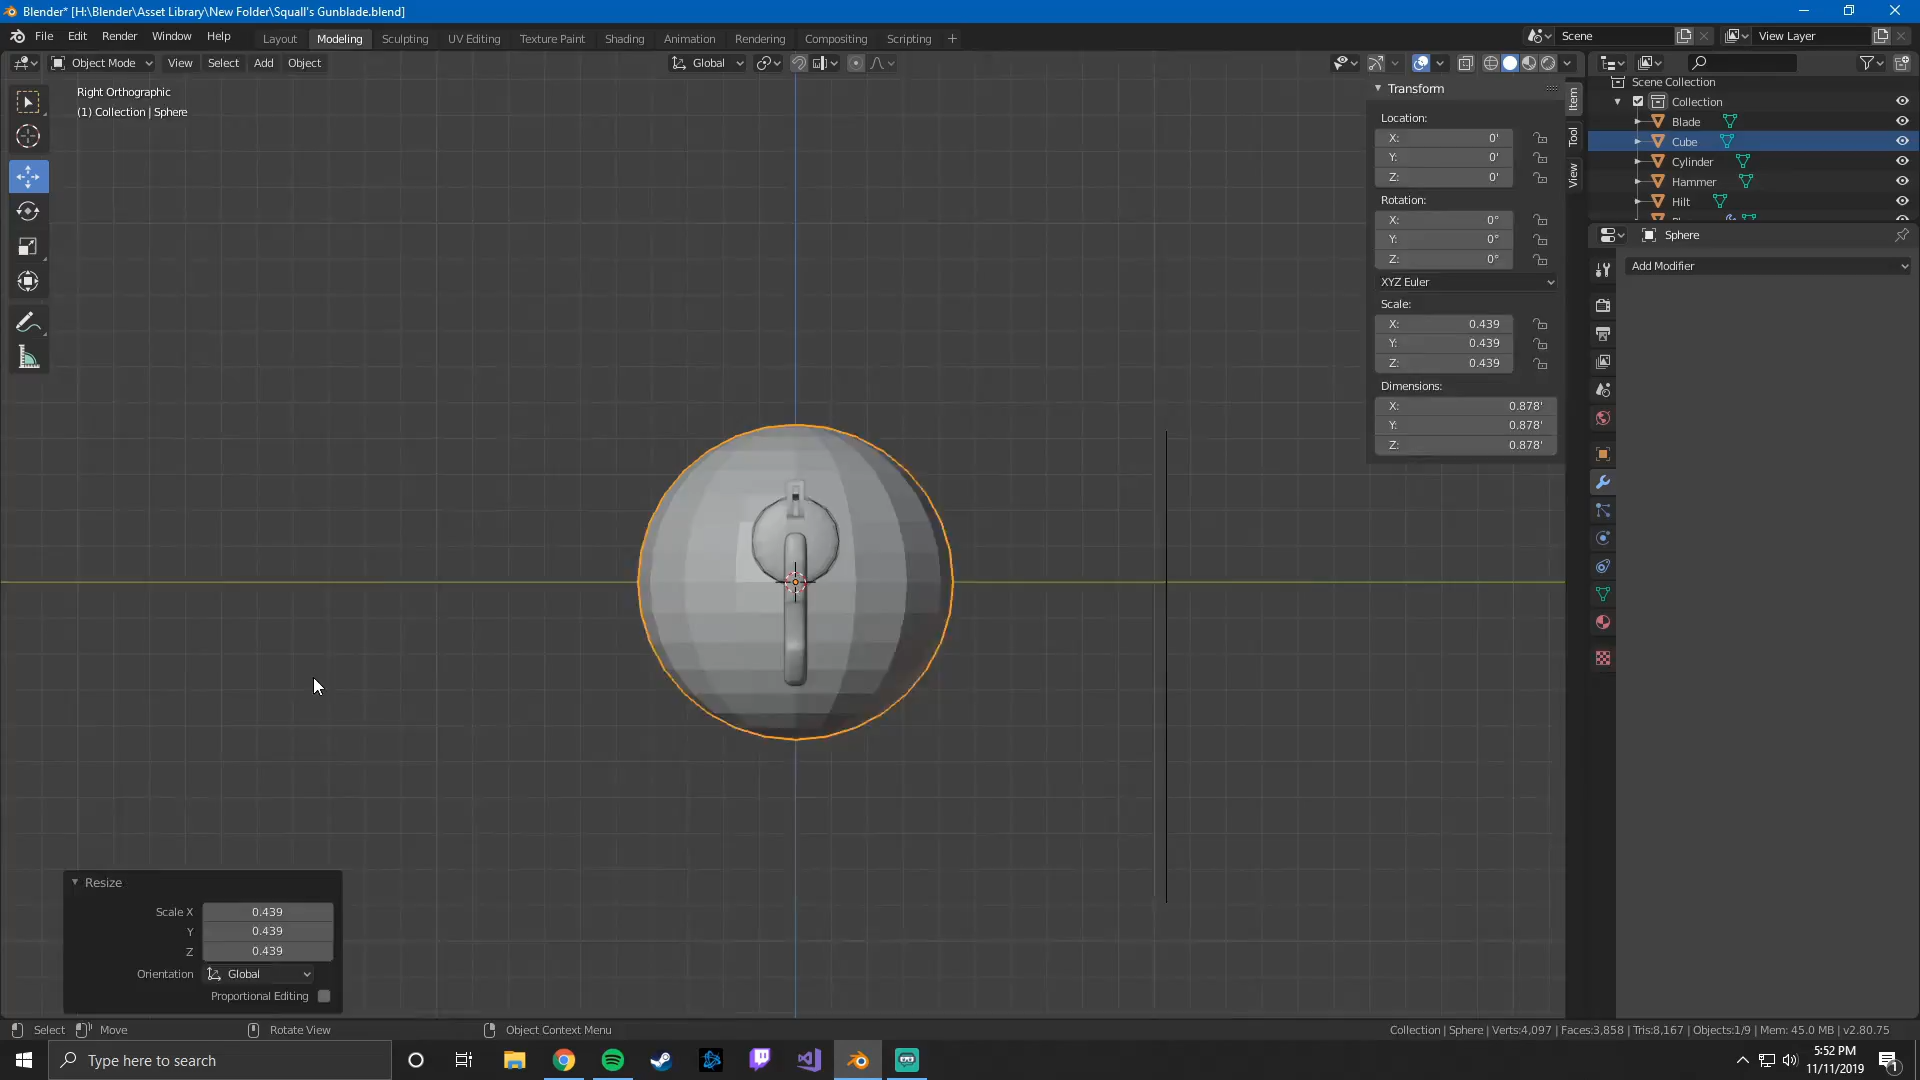 Blender* [H:\Blender\Asset Library\New Folder\Squall's Gunblade.blend]
File Edit Render Window Help
Layout Modeling Sculpting UV Editing Texture Paint Shading Animation Rendering Compositing Scripting +
Scene
View Layer
Object Mode View Select Add Object
Global
Right Orthographic
(1) Collection | Sphere
Transform
Location:
X: 0'
Y: 0'
Z: 0'
Rotation:
X: 0°
Y: 0°
Z: 0°
XYZ Euler
Scale:
X: 0.439
Y: 0.439
Z: 0.439
Dimensions:
X: 0.878'
Y: 0.878'
Z: 0.878'
Item
Tool
View
Scene Collection
Collection
Blade
Cube
Cylinder
Hammer
Hilt
Sphere
Add Modifier
Resize
Scale X 0.439
Y 0.439
Z 0.439
Orientation Global
Proportional Editing
Select Move Rotate View Object Context Menu
Collection | Sphere | Verts:4,097 | Faces:3,858 | Tris:8,167 | Objects:1/9 | Mem: 45.0 MB | v2.80.75
Type here to search
5:52 PM
11/11/2019
1